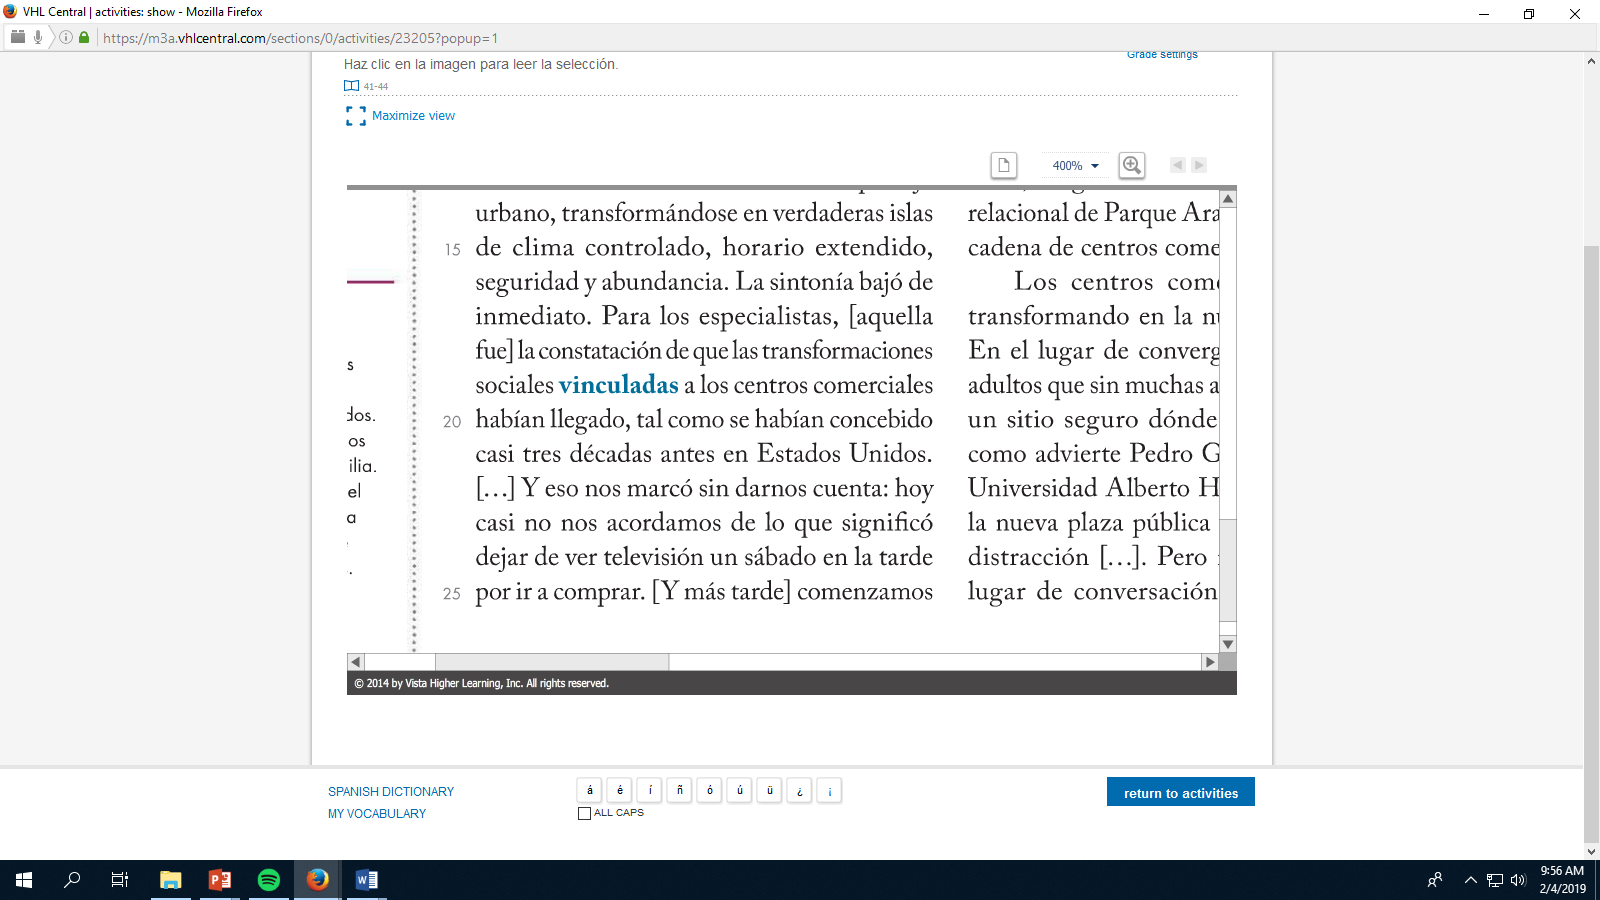 VHL Central | activities: show - Mozilla Firefox
https://m3a.vhlcentral.com/sections/0/activities/23205?popup=1
Grade settings
Haz clic en la imagen para leer la selección.
41-44
Maximize view
400%
urbano, transformándose en verdaderas islas
15 de clima controlado, horario extendido,
seguridad y abundancia. La sintonía bajó de
inmediato. Para los especialistas, [aquella
fue] la constatación de que las transformaciones
sociales vinculadas a los centros comerciales
20 habían llegado, tal como se habían concebido
casi tres décadas antes en Estados Unidos.
[…] Y eso nos marcó sin darnos cuenta: hoy
casi no nos acordamos de lo que significó
dejar de ver televisión un sábado en la tarde
25 por ir a comprar. [Y más tarde] comenzamos
relacional de Parque Ara
cadena de centros come
Los centros come
transformando en la nu
En el lugar de converg
adultos que sin muchas a
un sitio seguro dónde
como advierte Pedro G
Universidad Alberto H
la nueva plaza pública
distracción […]. Pero
lugar de conversación
s
dos.
os
ilia.
el
a
.
© 2014 by Vista Higher Learning, Inc. All rights reserved.
SPANISH DICTIONARY
MY VOCABULARY
á é í ñ ó ú ü ¿ ¡
ALL CAPS
return to activities
9:56 AM
2/4/2019